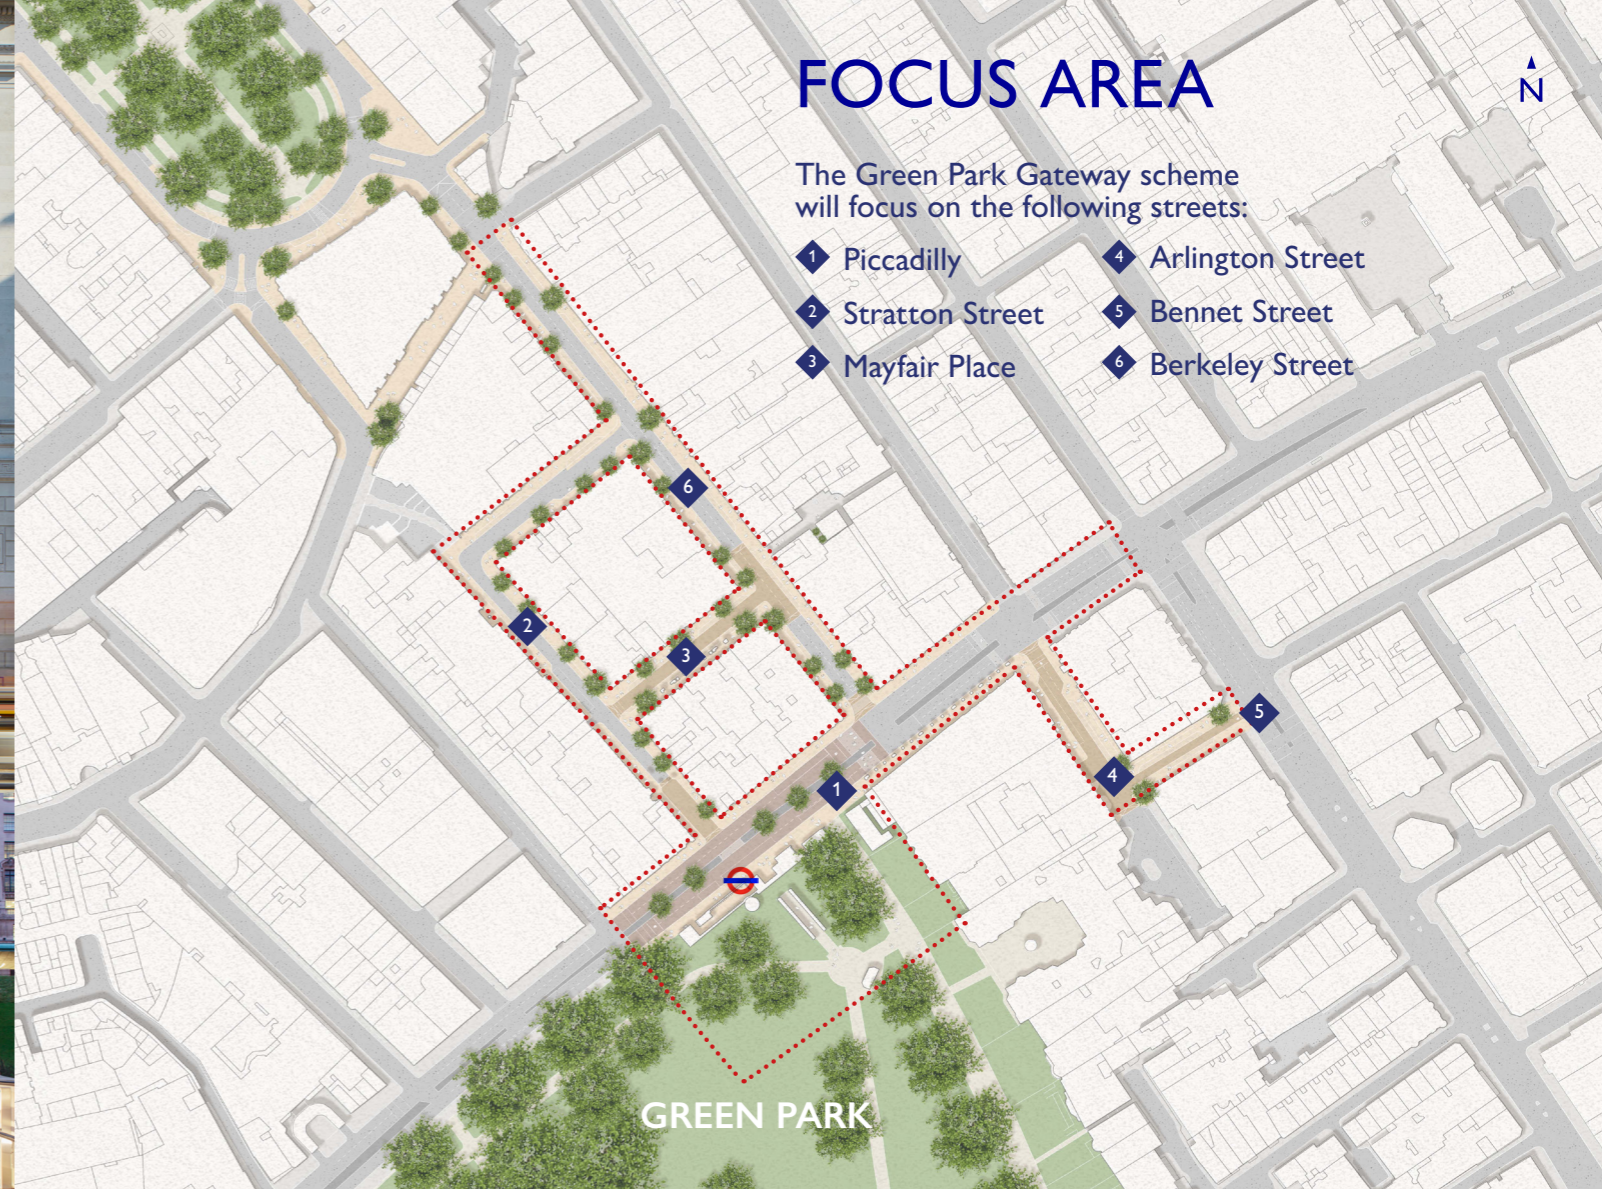 FOCUS AREA
N
The Green Park Gateway scheme
will focus on the following streets:
1 Piccadilly
2 Stratton Street
3 Mayfair Place
4 Arlington Street
5 Bennet Street
6 Berkeley Street
6
2
3
5
4
1
GREEN PARK